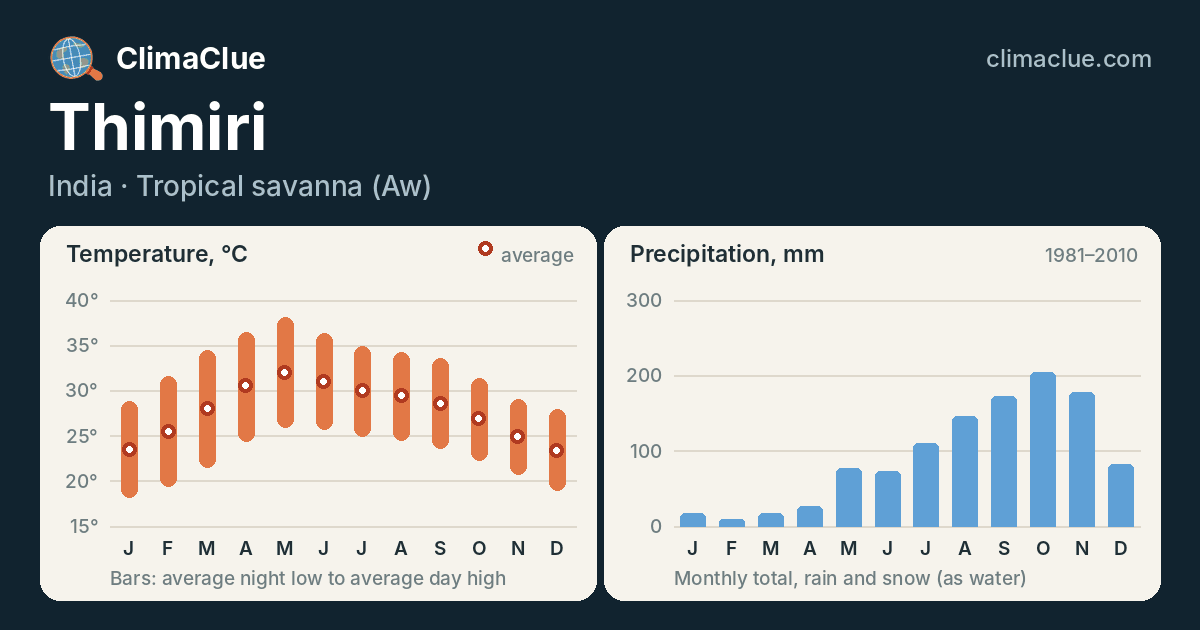 ClimaClue
climaclue.com
Thimiri
India · Tropical savanna (Aw)
Temperature, °C
average
40°
35°
30°
25°
20°
15°
J F M A M J J A S O N D
Bars: average night low to average day high
Precipitation, mm
1981–2010
300
200
100
0
J F M A M J J A S O N D
Monthly total, rain and snow (as water)